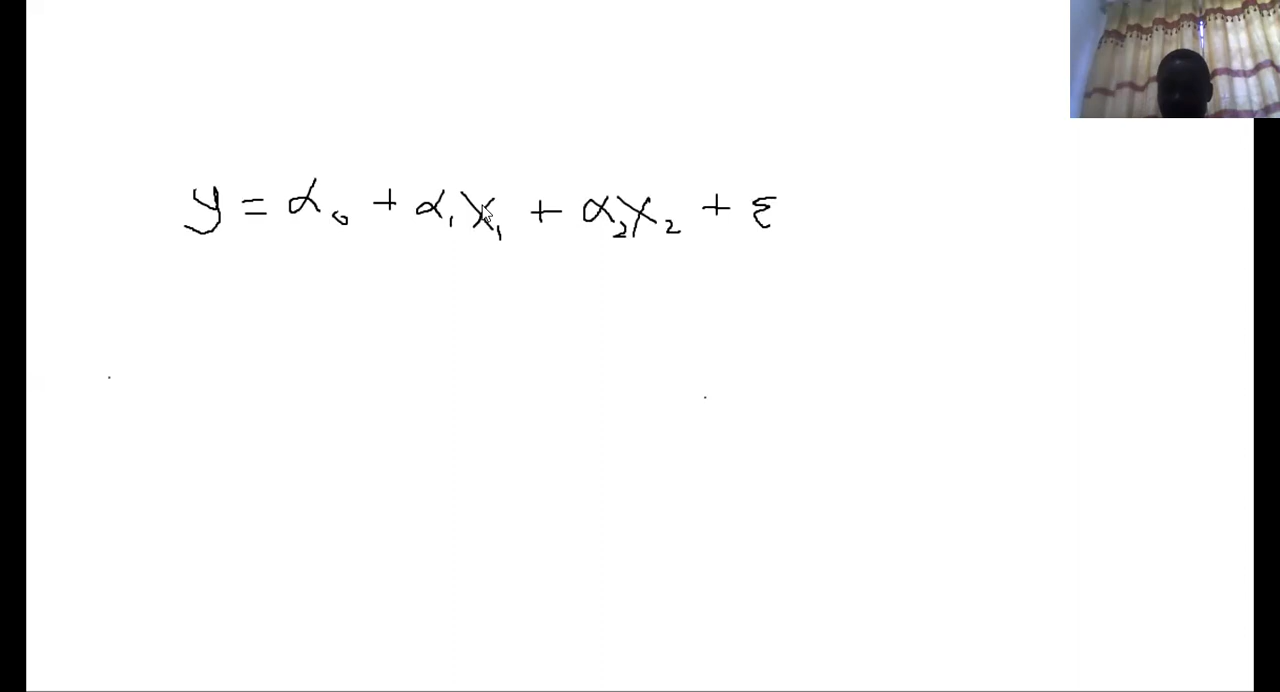 y = α₀ + α₁x₁ + α₂x₂ + ε